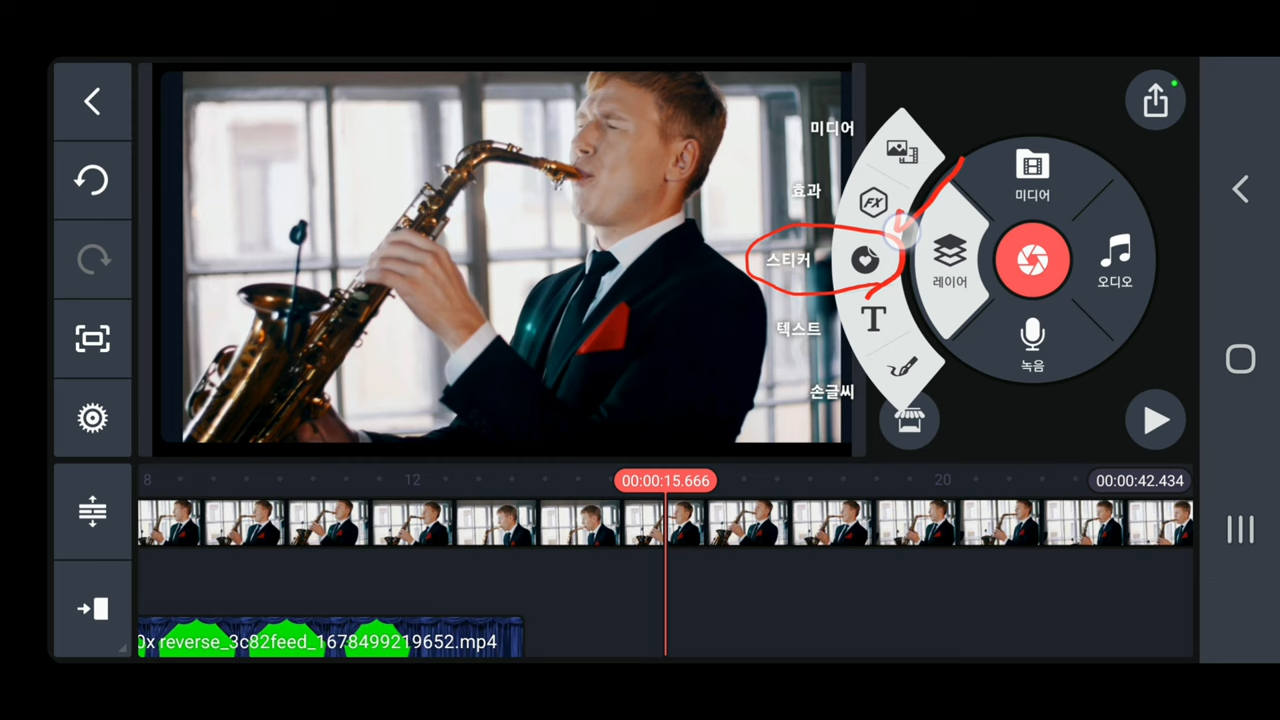 미디어
효과
스티커
텍스트
손글씨
FX
T
미디어
레이어
오디오
녹음
8
12
00:00:15.666
20
00:00:42.434
0x reverse_3c82feed_1678499219652.mp4